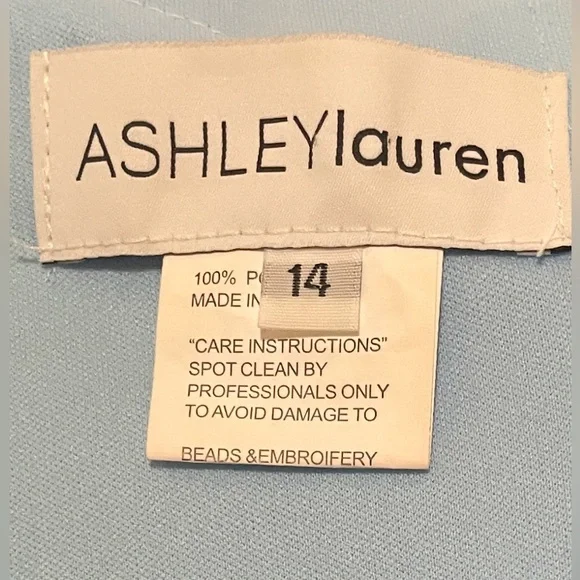 ASHLEYlauren
14
100%
MADE IN
"CARE INSTRUCTIONS"
SPOT CLEAN BY
PROFESSIONALS ONLY
TO AVOID DAMAGE TO
BEADS &EMBROIFERY